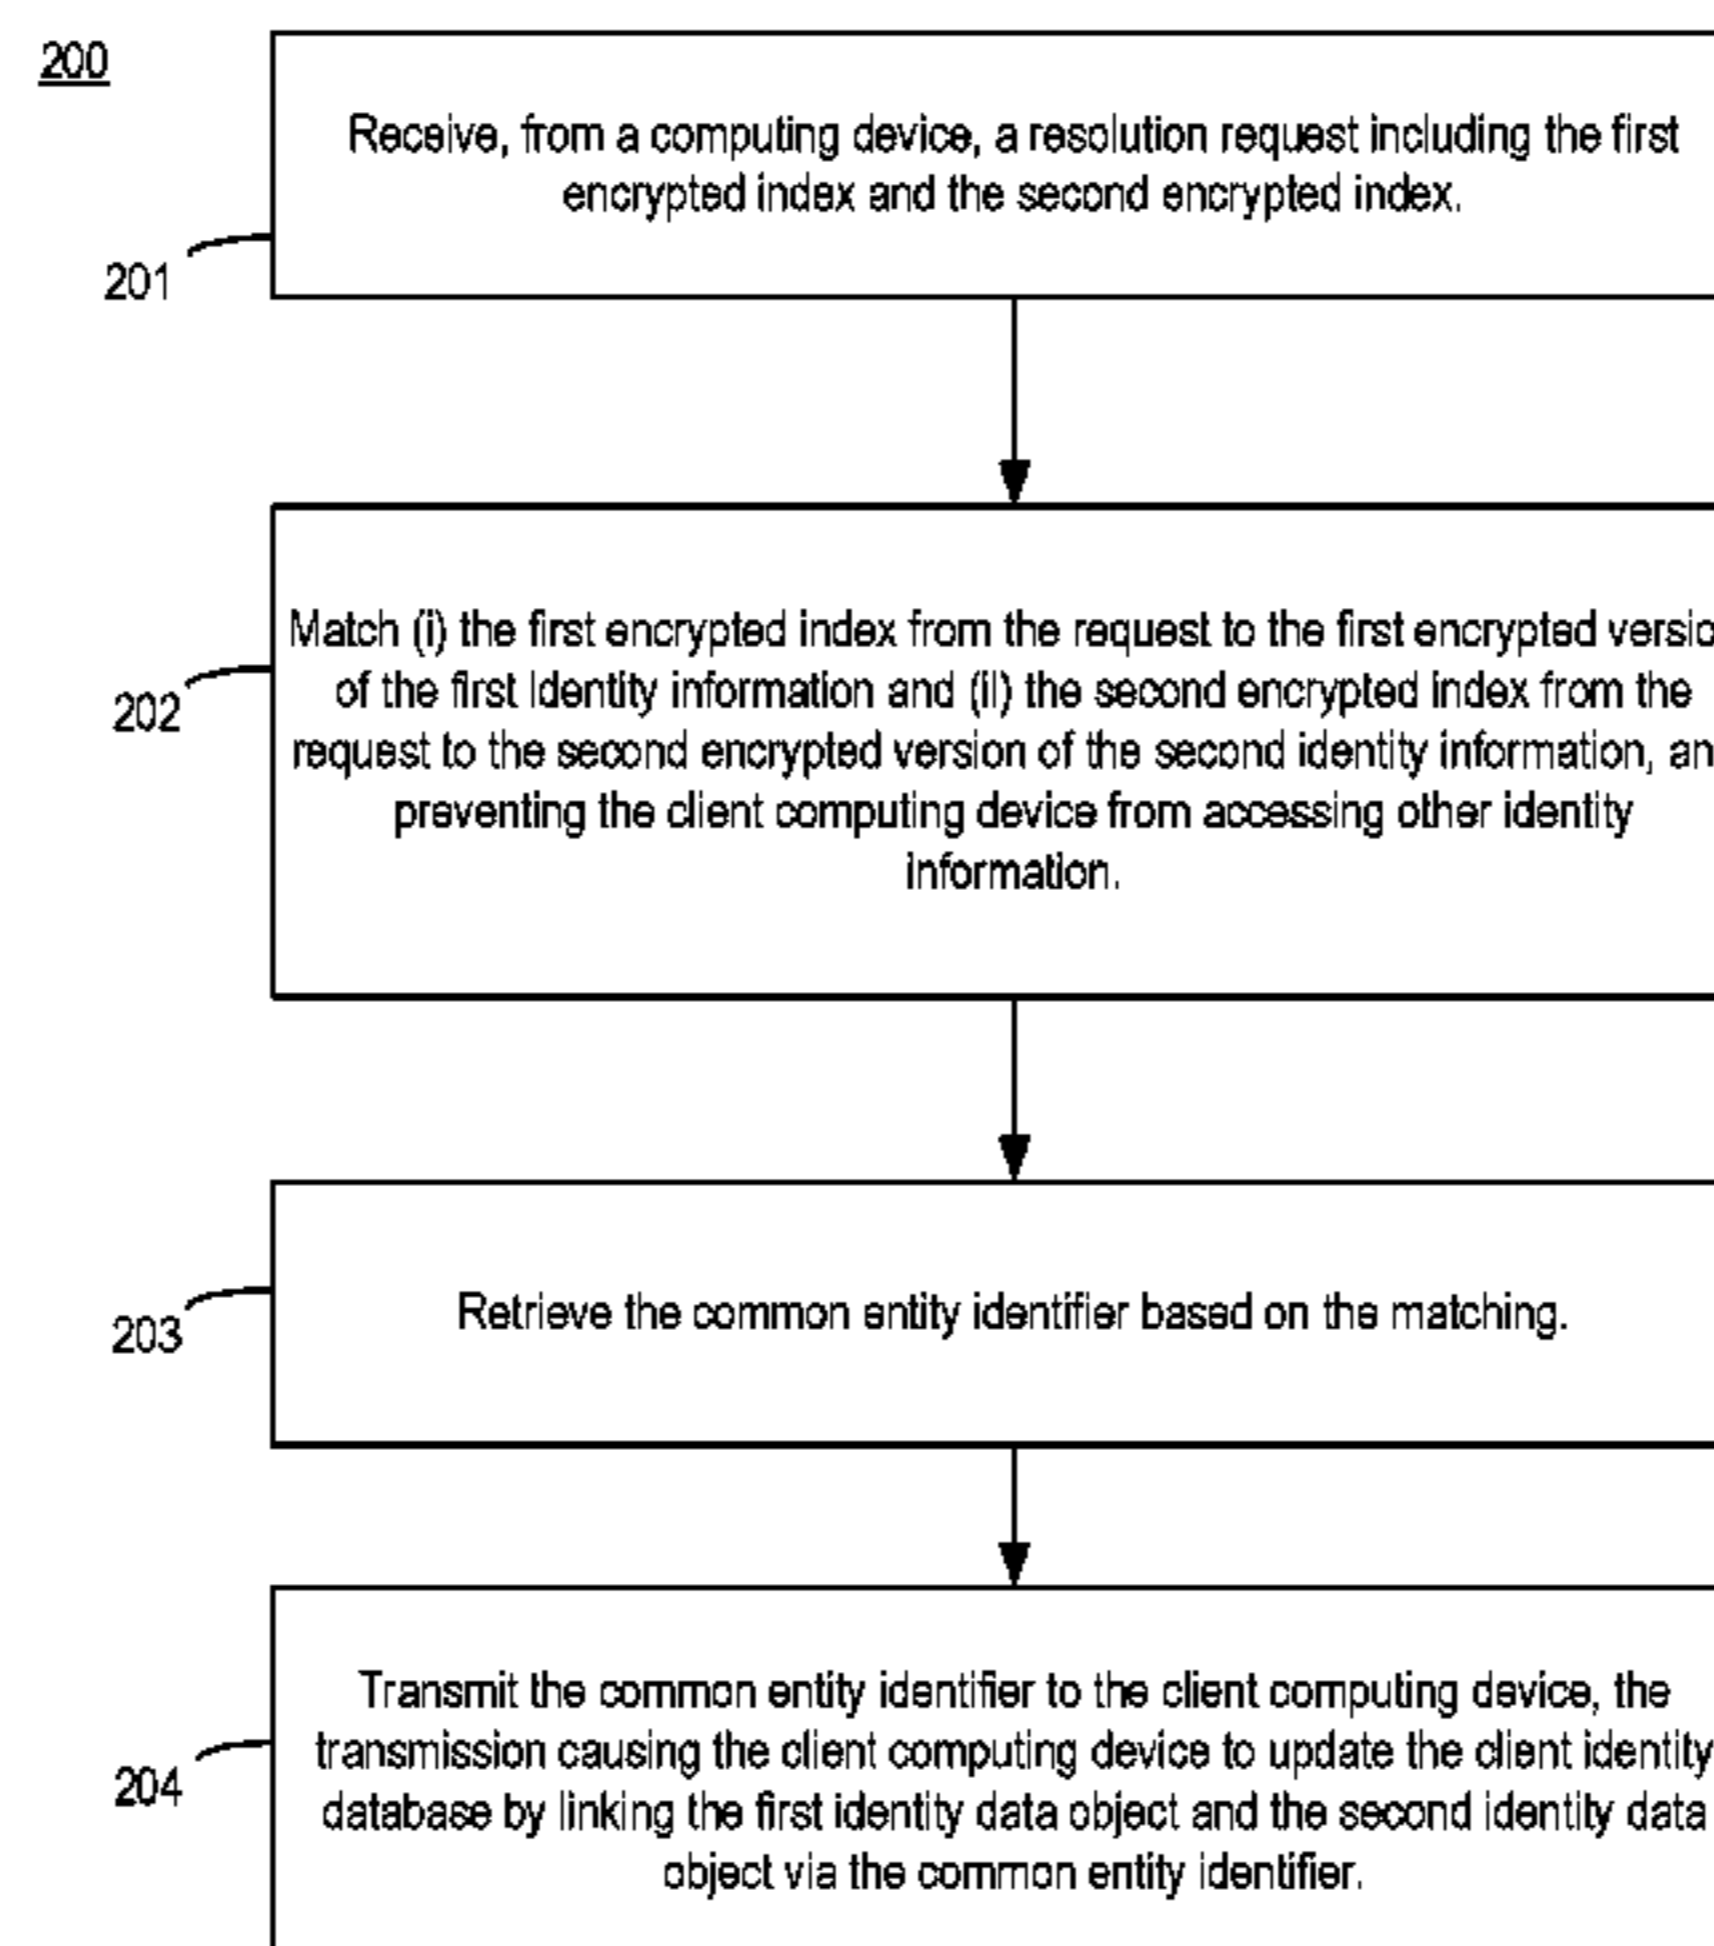 200
Receive, from a computing device, a resolution request including the first
encrypted index and the second encrypted index.
201
Match (i) the first encrypted index from the request to the first encrypted versio
of the first identity information and (ii) the second encrypted index from the
202
request to the second encrypted version of the second identity information, an
preventing the client computing device from accessing other identity
information.
203
Retrieve the common entity identifier based on the matching.
Transmit the common entity identifier to the client computing device, the
transmission causing the client computing device to update the client identity
204
database by linking the first identity data object and the second identity data
object via the common entity identifier.